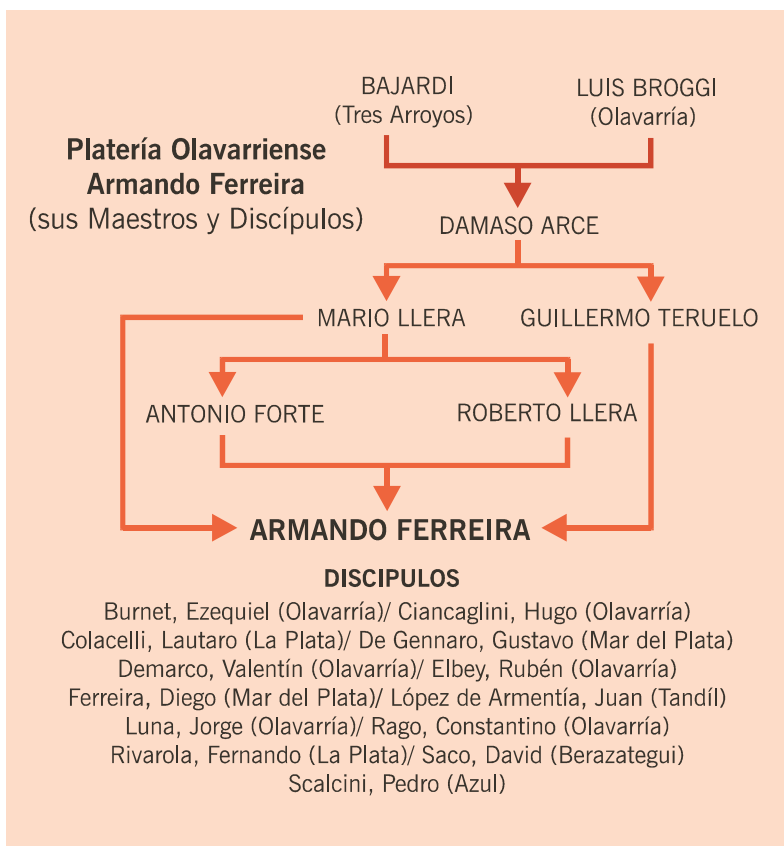 BAJARDI
(Tres Arroyos)
LUIS BROGGI
(Olavarría)
Platería Olavarriense
Armando Ferreira
(sus Maestros y Discípulos)
DAMASO ARCE
MARIO LLERA
GUILLERMO TERUELO
ANTONIO FORTE
ROBERTO LLERA
ARMANDO FERREIRA
DISCIPULOS
Burnet, Ezequiel (Olavarría)/ Ciancaglini, Hugo (Olavarría)
Colacelli, Lautaro (La Plata)/ De Gennaro, Gustavo (Mar del Plata)
Demarco, Valentín (Olavarría)/ Elbey, Rubén (Olavarría)
Ferreira, Diego (Mar del Plata)/ López de Armentía, Juan (Tandíl)
Luna, Jorge (Olavarría)/ Rago, Constantino (Olavarría)
Rivarola, Fernando (La Plata)/ Saco, David (Berazategui)
Scalcini, Pedro (Azul)